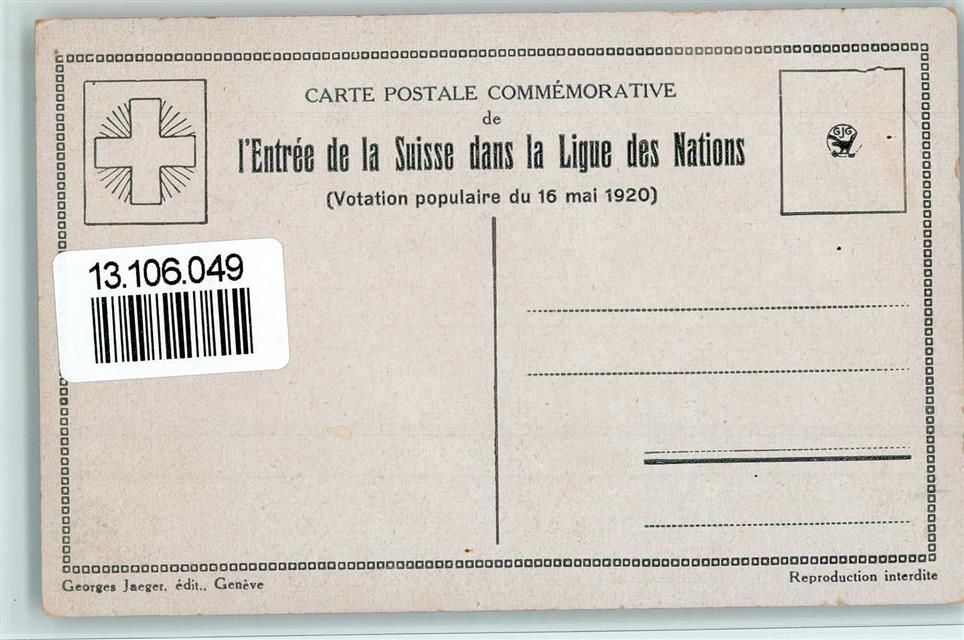 CARTE POSTALE COMMÉMORATIVE
de
l'Entrée de la Suisse dans la Ligue des Nations
(Votation populaire du 16 mai 1920)
GJG
13.106.049
Georges Jaeger, édit., Genève
Reproduction interdite